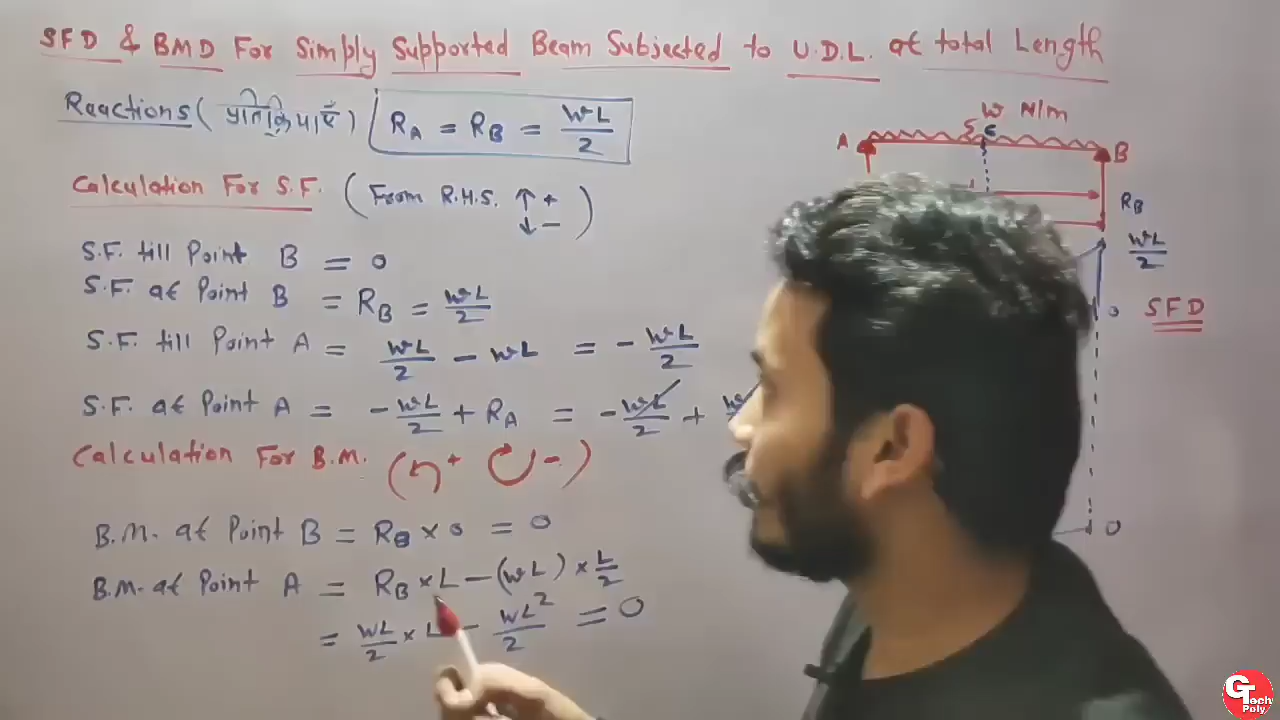 SFD & BMD For Simply Supported Beam Subjected to U.D.L. at total Length
Reactions (प्रतिक्रियाएँ) R_A = R_B = WL/2
Calculation For S.F. (From R.H.S. ↑ + ↓ −)
S.F. till Point B = 0
S.F. at Point B = R_B = WL/2
S.F. till Point A = WL/2 − WL = − WL/2
S.F. at Point A = − WL/2 + R_A = − WL/2 +
Calculation For B.M. (↶ + ↻ −)
B.M. at Point B = R_B × 0 = 0
B.M. at Point A = R_B × L − (WL) × L/2
= WL/2 × L − WL²/2 = 0
W N/m
A
C
B
R_B
WL/2
0
SFD
0
G Tech Poly